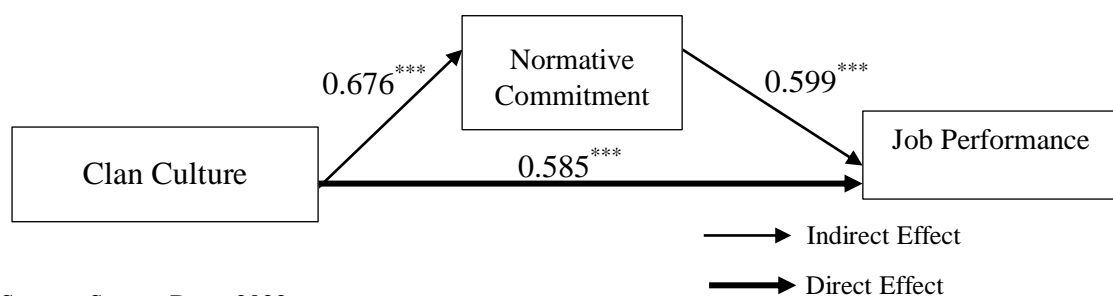 Normative
Commitment
0.676***
0.599***
Job Performance
Clan Culture
0.585***
Indirect Effect
Direct Effect